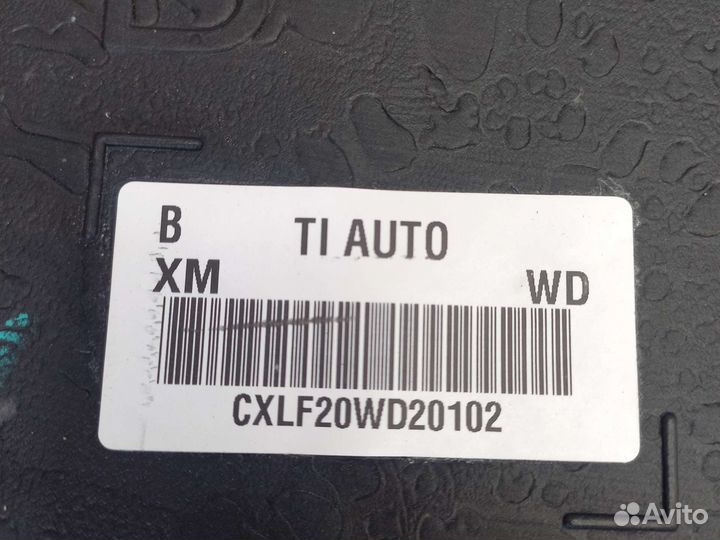 B TI AUTO
XM WD
CXLF20WD20102
Avito